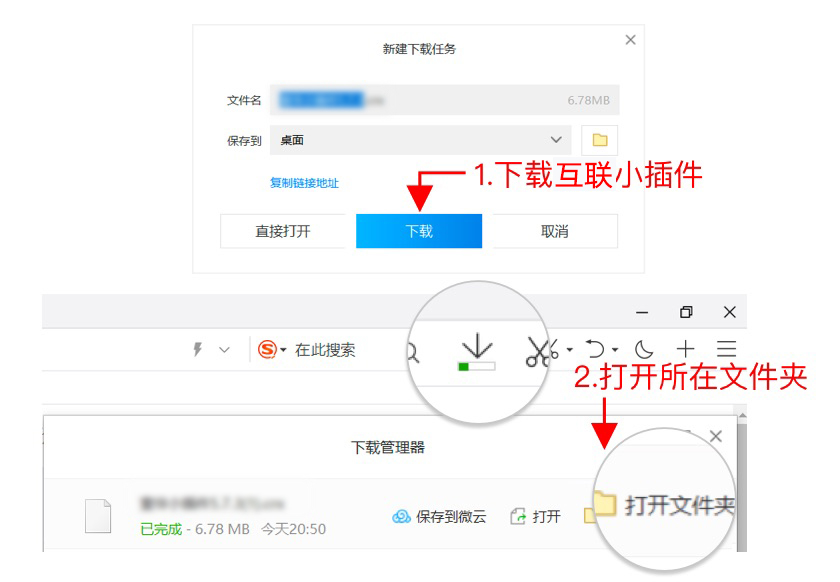 新建下载任务
文件名 6.78MB
保存到 桌面
1.下载互联小插件
复制链接地址
直接打开 下载 取消
在此搜索
2.打开所在文件夹
下载管理器
已完成 - 6.78 MB 今天20:50
保存到微云 打开 打开文件夹